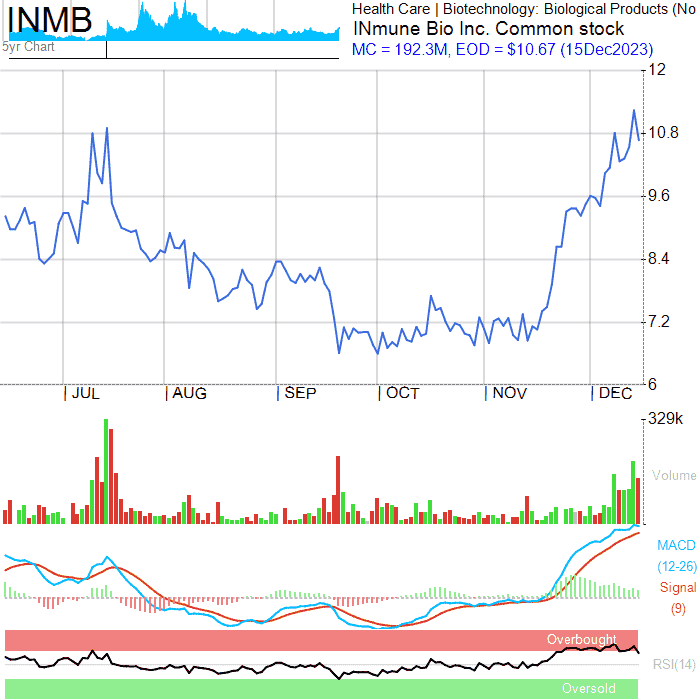 INMB
5yr Chart
Health Care | Biotechnology: Biological Products (No
INmune Bio Inc. Common stock
MC = 192.3M, EOD = $10.67 (15Dec2023)
12
10.8
9.6
8.4
7.2
6
JUL AUG SEP OCT NOV DEC
329k
Volume
MACD
(12-26)
Signal
(9)
Overbought
RSI(14)
Oversold